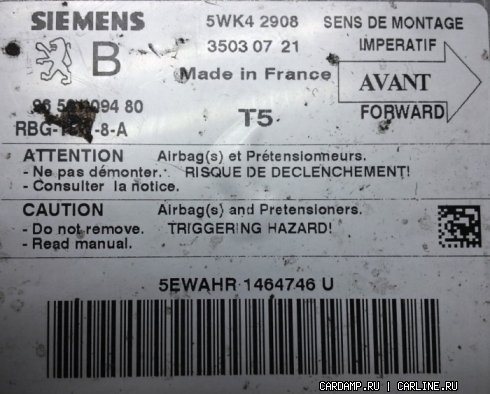 SIEMENS 5WK4 2908 SENS DE MONTAGE
B 3503 07 21 IMPERATIF
Made in France AVANT
94 80 T5 FORWARD
ATTENTION Airbag(s) et Prétensionneurs.
- Ne pas démonter. RISQUE DE DECLENCHEMENT!
- Consulter la notice.
CAUTION Airbag(s) and Pretensioners.
- Do not remove. TRIGGERING HAZARD!
- Read manual.
5EWAHR 1464746 U
CARDAMP.RU | CARLINE.RU